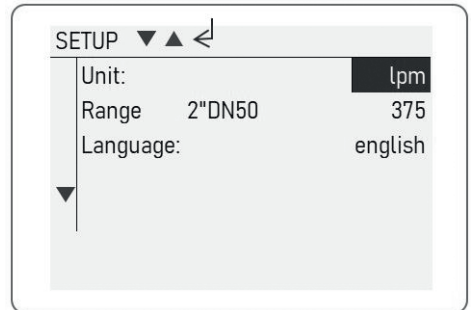 SETUP ▼ ▲ ↵
Unit: lpm
Range 2"DN50 375
Language: english
▼